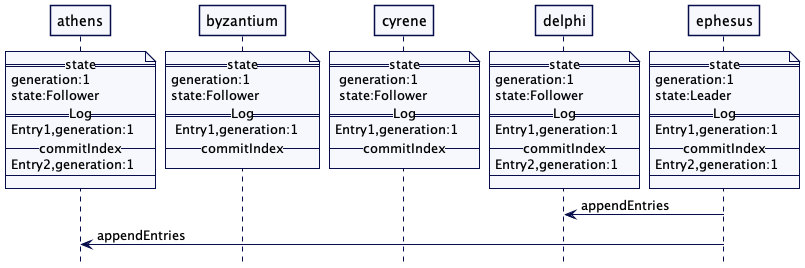 athens
byzantium
cyrene
delphi
ephesus
state
generation:1
state:Follower
Log
Entry1,generation:1
commitIndex
Entry2,generation:1
state
generation:1
state:Follower
Log
Entry1,generation:1
commitIndex
state
generation:1
state:Follower
Log
Entry1,generation:1
commitIndex
state
generation:1
state:Follower
Log
Entry1,generation:1
commitIndex
Entry2,generation:1
state
generation:1
state:Leader
Log
Entry1,generation:1
commitIndex
Entry2,generation:1
appendEntries
appendEntries